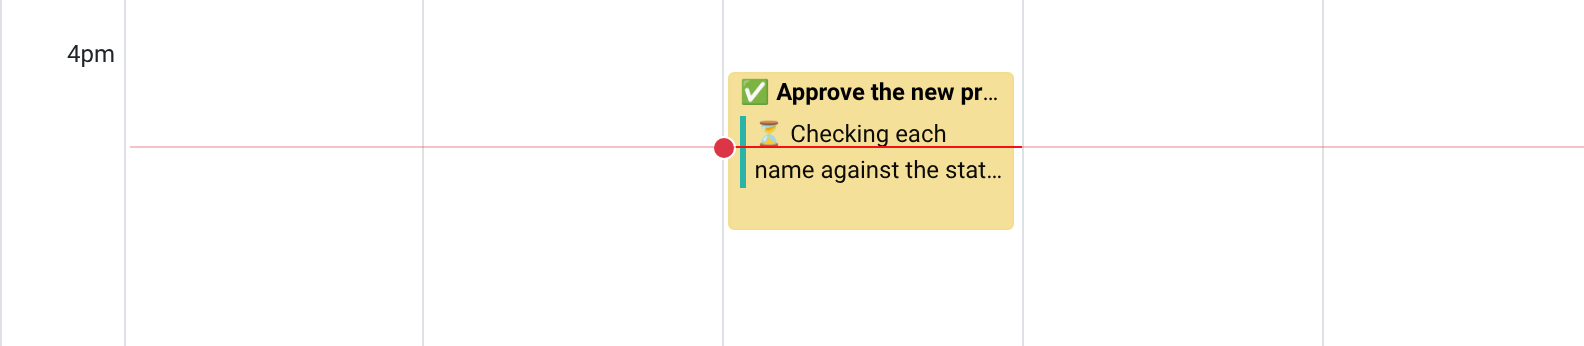 4pm
✅ Approve the new pr…
⏳ Checking each
name against the stat…